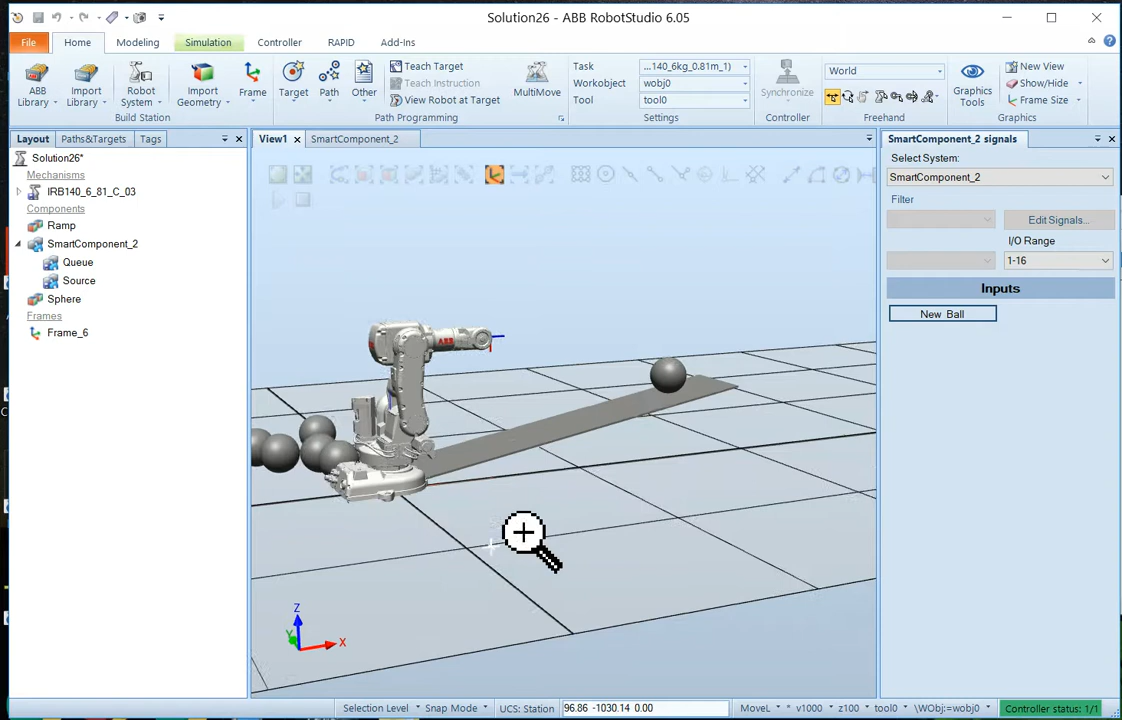 Solution26 - ABB RobotStudio 6.05
File Home Modeling Simulation Controller RAPID Add-Ins
ABB Library
Import Library
Robot System
Import Geometry
Frame
Target
Path
Other
Teach Target
Teach Instruction
View Robot at Target
MultiMove
Task ...140_6kg_0.81m_1)
Workobject wobj0
Tool tool0
Synchronize
World
Graphics Tools
New View
Show/Hide
Frame Size
Build Station Path Programming Settings Controller Freehand Graphics
Layout Paths&Targets Tags
View1 SmartComponent_2
SmartComponent_2 signals
Solution26*
Mechanisms
IRB140_6_81_C_03
Components
Ramp
SmartComponent_2
Queue
Source
Sphere
Frames
Frame_6
ABB
Z
Y
X
Select System:
SmartComponent_2
Filter
Edit Signals...
I/O Range
1-16
Inputs
New Ball
Selection Level Snap Mode UCS: Station 96.86 -1030.14 0.00 MoveL * v1000 z100 tool0 \WObj:=wobj0 Controller status: 1/1